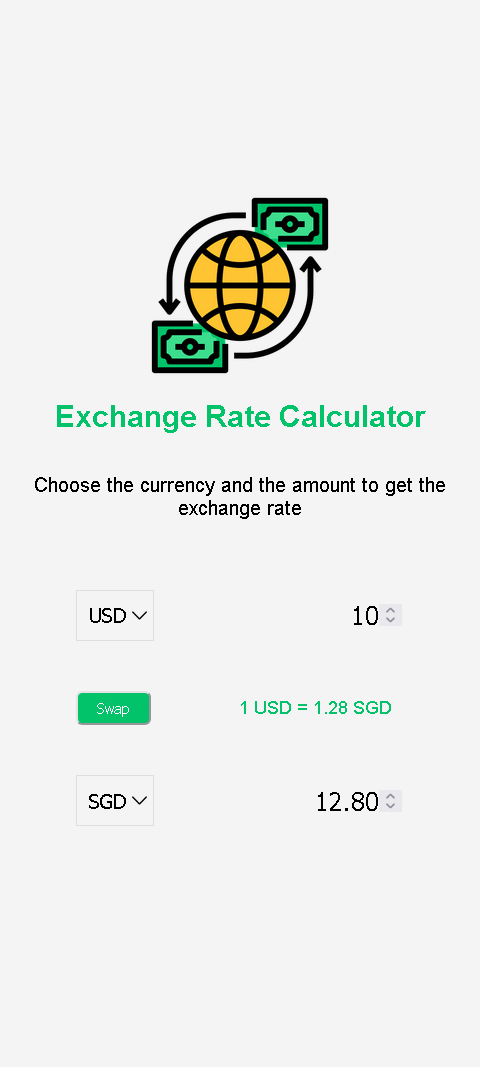 Exchange Rate Calculator
Choose the currency and the amount to get the
exchange rate
USD 10
Swap 1 USD = 1.28 SGD
SGD 12.80